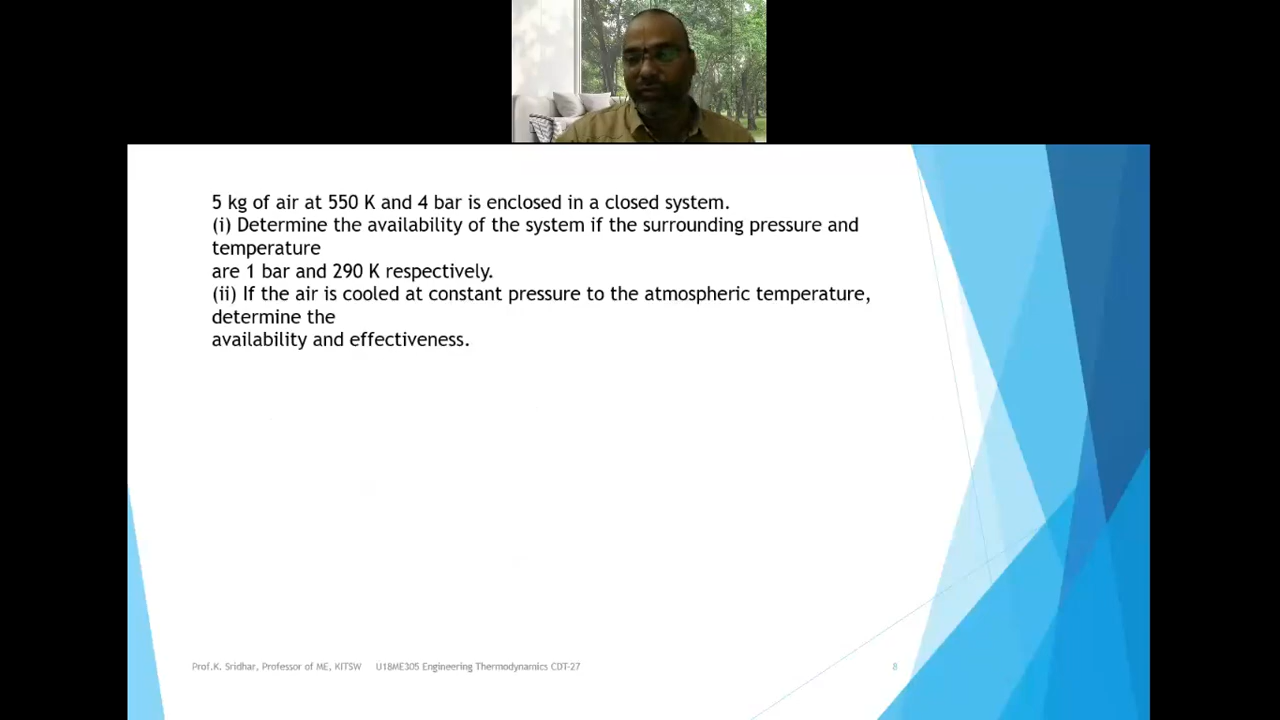 5 kg of air at 550 K and 4 bar is enclosed in a closed system.
(i) Determine the availability of the system if the surrounding pressure and
temperature
are 1 bar and 290 K respectively.
(ii) If the air is cooled at constant pressure to the atmospheric temperature,
determine the
availability and effectiveness.
Prof.K. Sridhar, Professor of ME, KITSW U18ME305 Engineering Thermodynamics CDT-27
8